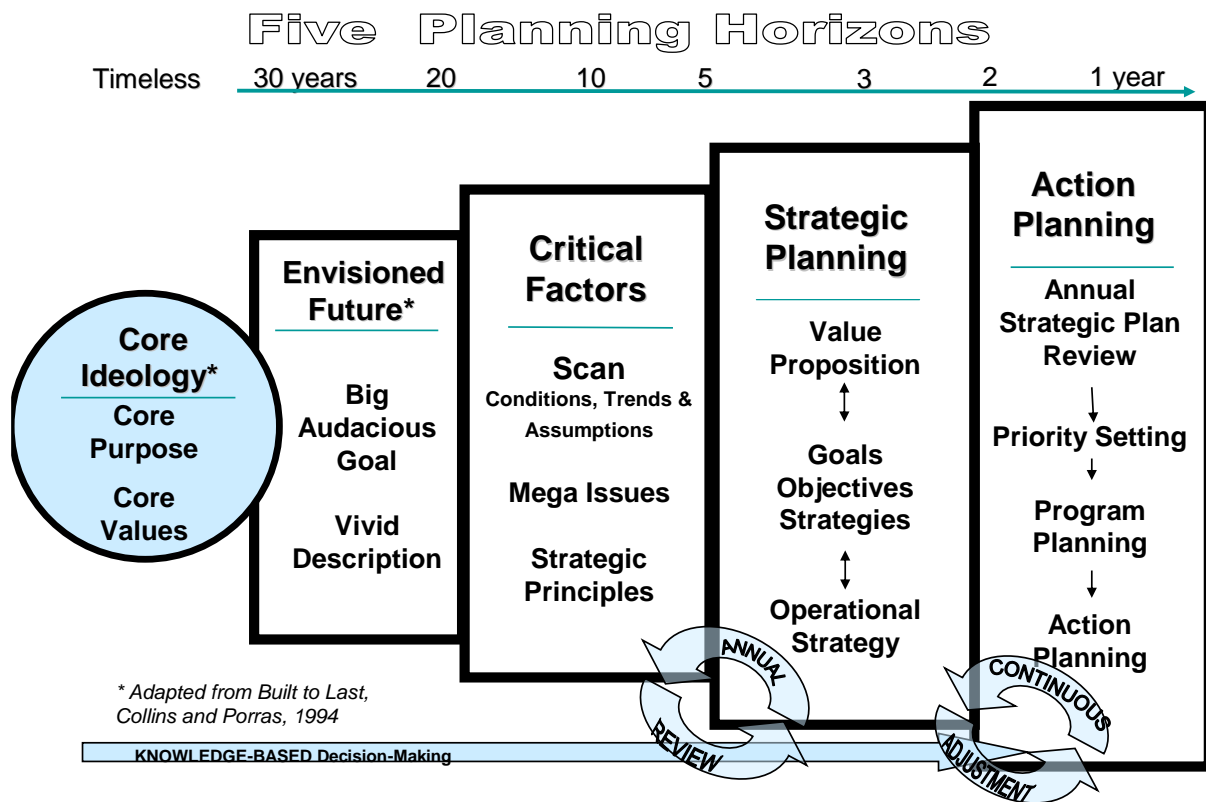 Five Planning Horizons
Timeless 30 years 20 10 5 3 2 1 year
Core
Ideology*
Core
Purpose
Core
Values
Envisioned
Future*
Big
Audacious
Goal
Vivid
Description
Critical
Factors
Scan
Conditions, Trends &
Assumptions
Mega Issues
Strategic
Principles
Strategic
Planning
Value
Proposition
Goals
Objectives
Strategies
Operational
Strategy
Action
Planning
Annual
Strategic Plan
Review
Priority Setting
Program
Planning
Action
Planning
ANNUAL
REVIEW
CONTINUOUS
ADJUSTMENT
* Adapted from Built to Last,
Collins and Porras, 1994
KNOWLEDGE-BASED Decision-Making